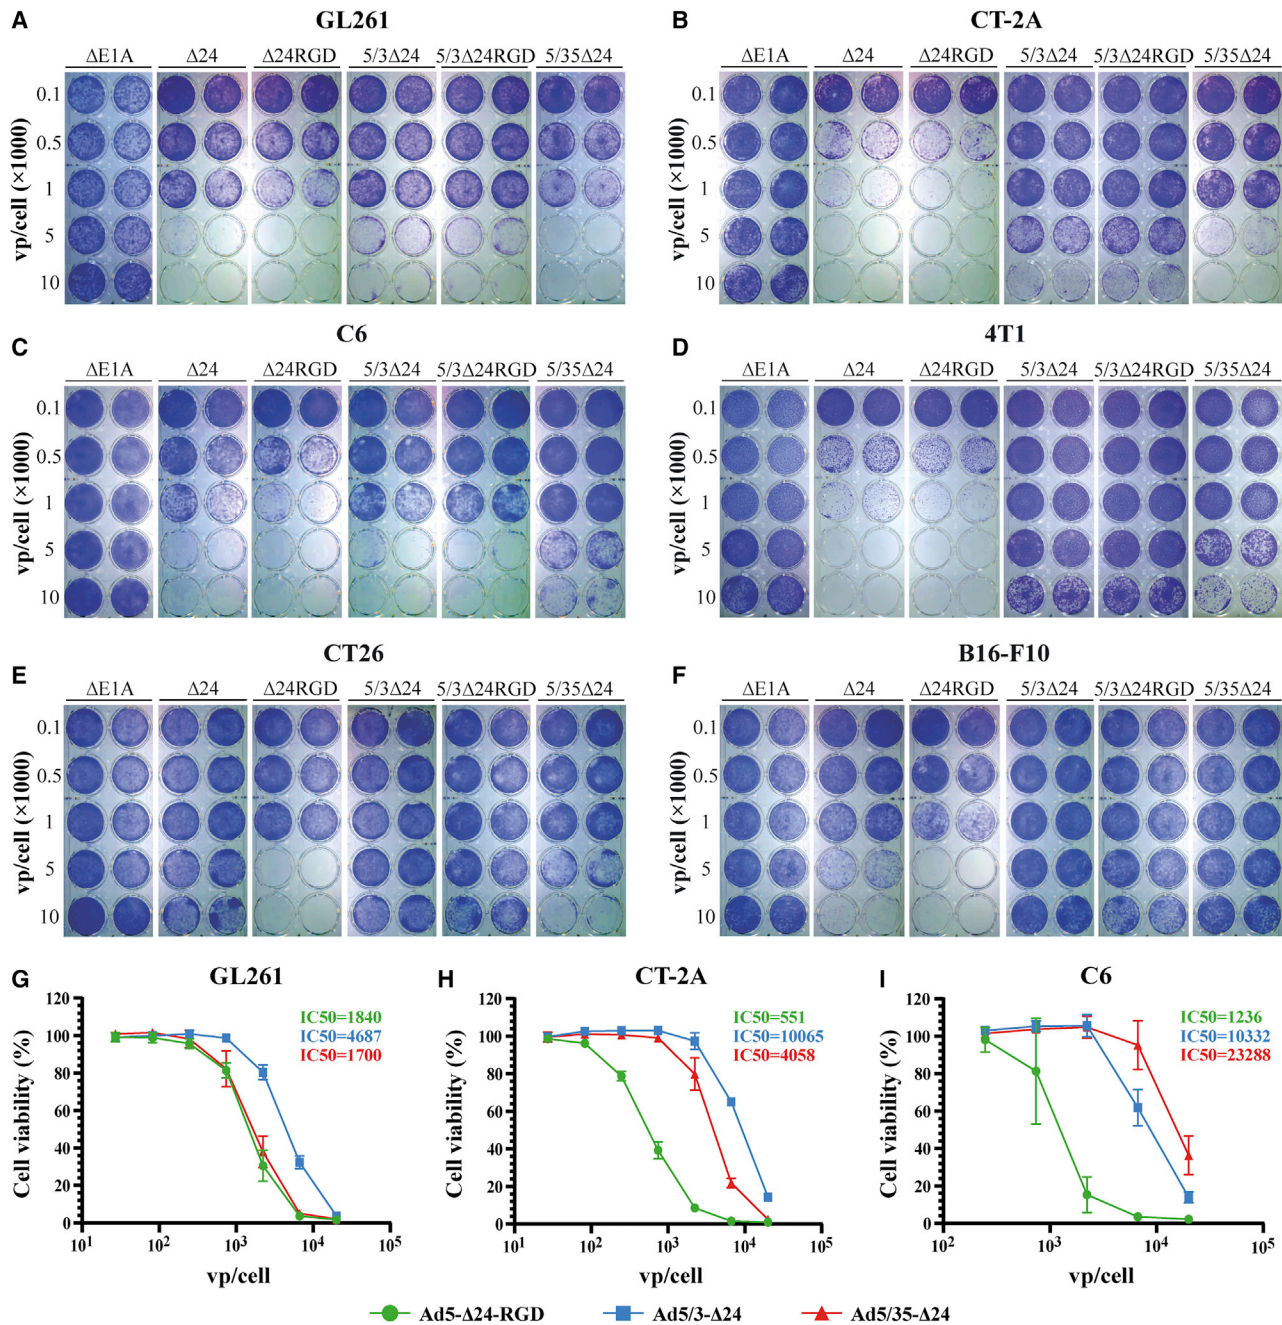 A GL261
ΔE1A Δ24 Δ24RGD 5/3Δ24 5/3Δ24RGD 5/35Δ24
vp/cell (×1000)
0.1
0.5
1
5
10
B CT-2A
ΔE1A Δ24 Δ24RGD 5/3Δ24 5/3Δ24RGD 5/35Δ24
vp/cell (×1000)
0.1
0.5
1
5
10
C C6
ΔE1A Δ24 Δ24RGD 5/3Δ24 5/3Δ24RGD 5/35Δ24
vp/cell (×1000)
0.1
0.5
1
5
10
D 4T1
ΔE1A Δ24 Δ24RGD 5/3Δ24 5/3Δ24RGD 5/35Δ24
vp/cell (×1000)
0.1
0.5
1
5
10
E CT26
ΔE1A Δ24 Δ24RGD 5/3Δ24 5/3Δ24RGD 5/35Δ24
vp/cell (×1000)
0.1
0.5
1
5
10
F B16-F10
ΔE1A Δ24 Δ24RGD 5/3Δ24 5/3Δ24RGD 5/35Δ24
vp/cell (×1000)
0.1
0.5
1
5
10
G GL261
IC50=1840
IC50=4687
IC50=1700
Cell viability (%)
120
100
80
60
40
20
0
10¹ 10² 10³ 10⁴ 10⁵
vp/cell
H CT-2A
IC50=551
IC50=10065
IC50=4058
Cell viability (%)
120
100
80
60
40
20
0
10¹ 10² 10³ 10⁴ 10⁵
vp/cell
I C6
IC50=1236
IC50=10332
IC50=23288
Cell viability (%)
120
100
80
60
40
20
0
10² 10³ 10⁴ 10⁵
vp/cell
Ad5-Δ24-RGD Ad5/3-Δ24 Ad5/35-Δ24